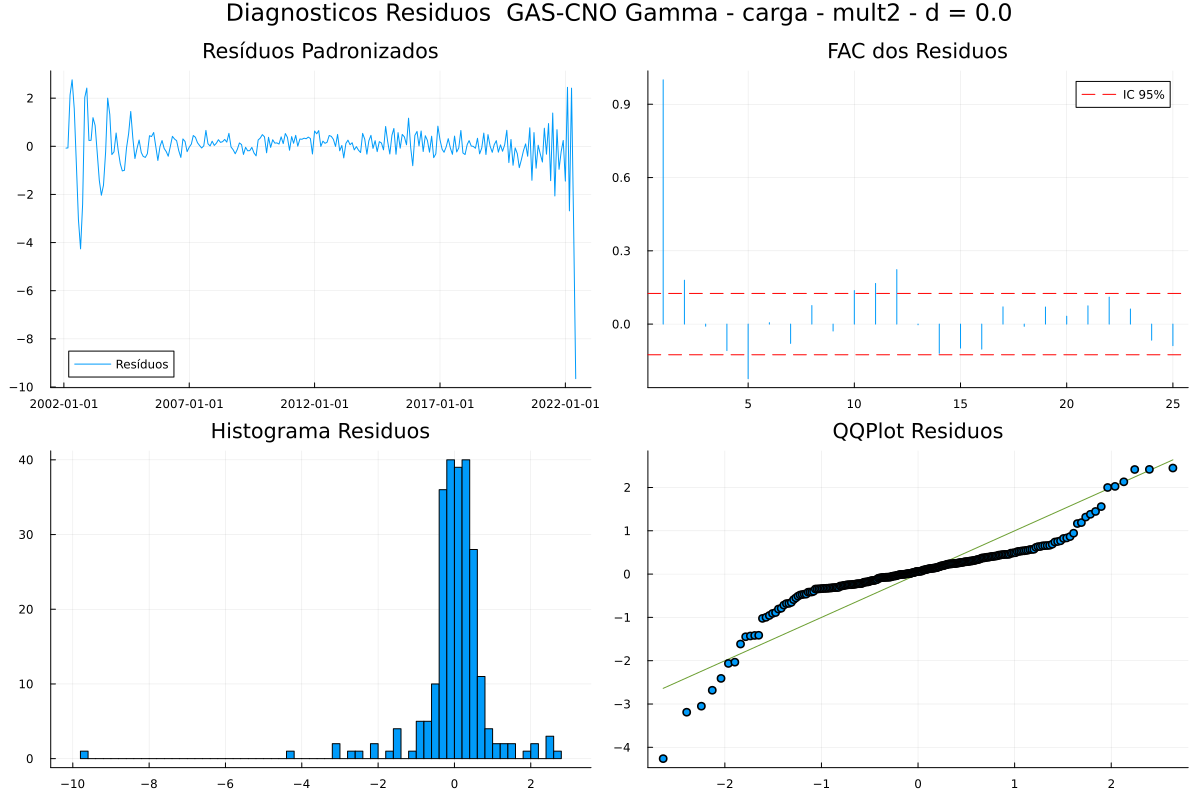 Diagnosticos Residuos  GAS-CNO Gamma - carga - mult2 - d = 0.0
Resíduos Padronizados
2
0
−2
−4
−6
−8
−10
Resíduos
2002-01-01 2007-01-01 2012-01-01 2017-01-01 2022-01-01
FAC dos Residuos
0.9
0.6
0.3
0.0
IC 95%
5 10 15 20 25
Histograma Residuos
40
30
20
10
0
−10 −8 −6 −4 −2 0 2
QQPlot Residuos
2
1
0
−1
−2
−3
−4
−2 −1 0 1 2